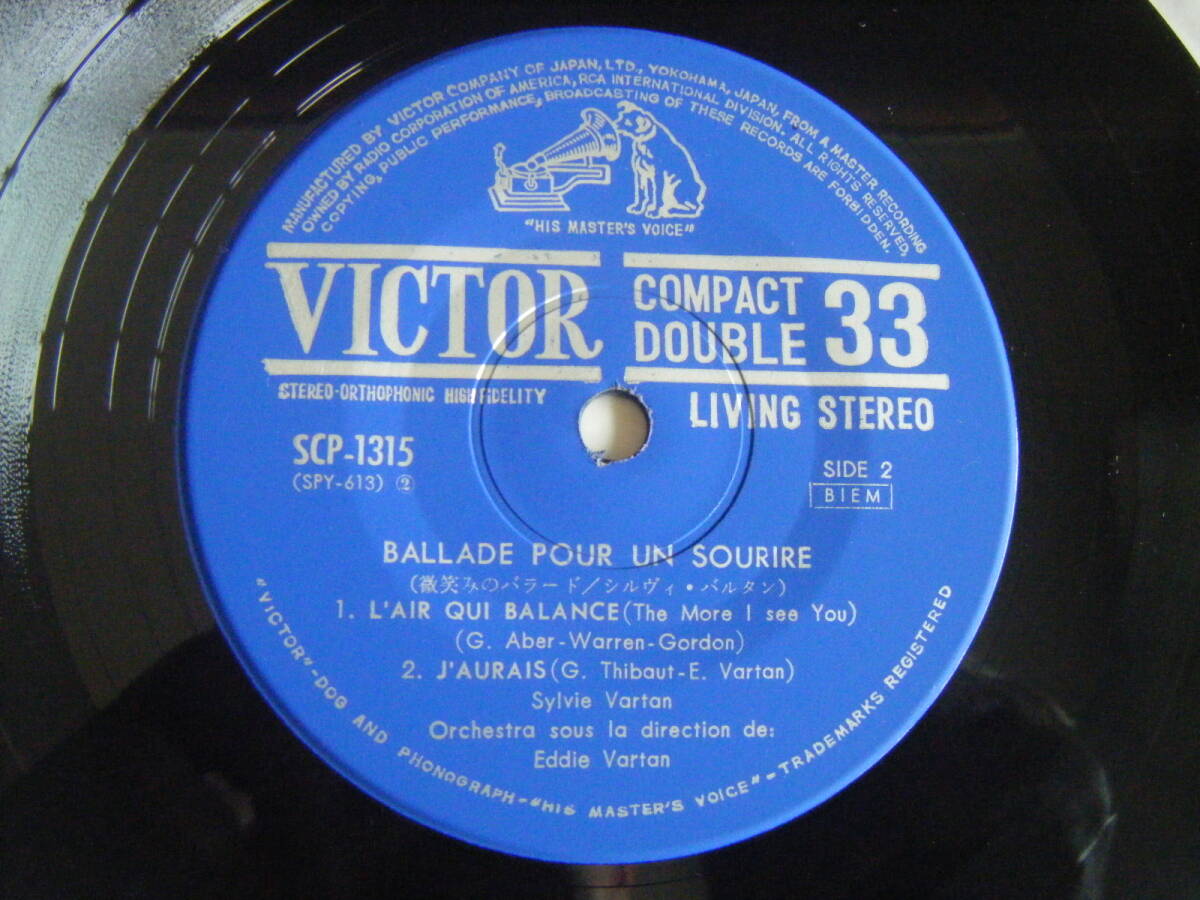 MANUFACTURED BY VICTOR COMPANY OF JAPAN, LTD., YOKOHAMA, JAPAN, FROM A MASTER RECORDING
OWNED BY RADIO CORPORATION OF AMERICA, RCA INTERNATIONAL DIVISION. ALL RIGHTS RESERVED,
COPYING, PUBLIC PERFORMANCE, BROADCASTING OF THESE RECORDS ARE FORBIDDEN.
"HIS MASTER'S VOICE"
VICTOR
COMPACT
DOUBLE 33
STEREO-ORTHOPHONIC HIGH FIDELITY
LIVING STEREO
SCP-1315
(SPY-613) ②
SIDE 2
BIEM
BALLADE POUR UN SOURIRE
(微笑みのバラード/シルヴィ・バルタン)
1. L'AIR QUI BALANCE (The More I see You)
(G. Aber-Warren-Gordon)
2. J'AURAIS (G. Thibaut-E. Vartan)
Sylvie Vartan
Orchestra sous la direction de:
Eddie Vartan
"VICTOR"-DOG AND PHONOGRAPH-"HIS MASTER'S VOICE"-TRADEMARKS REGISTERED